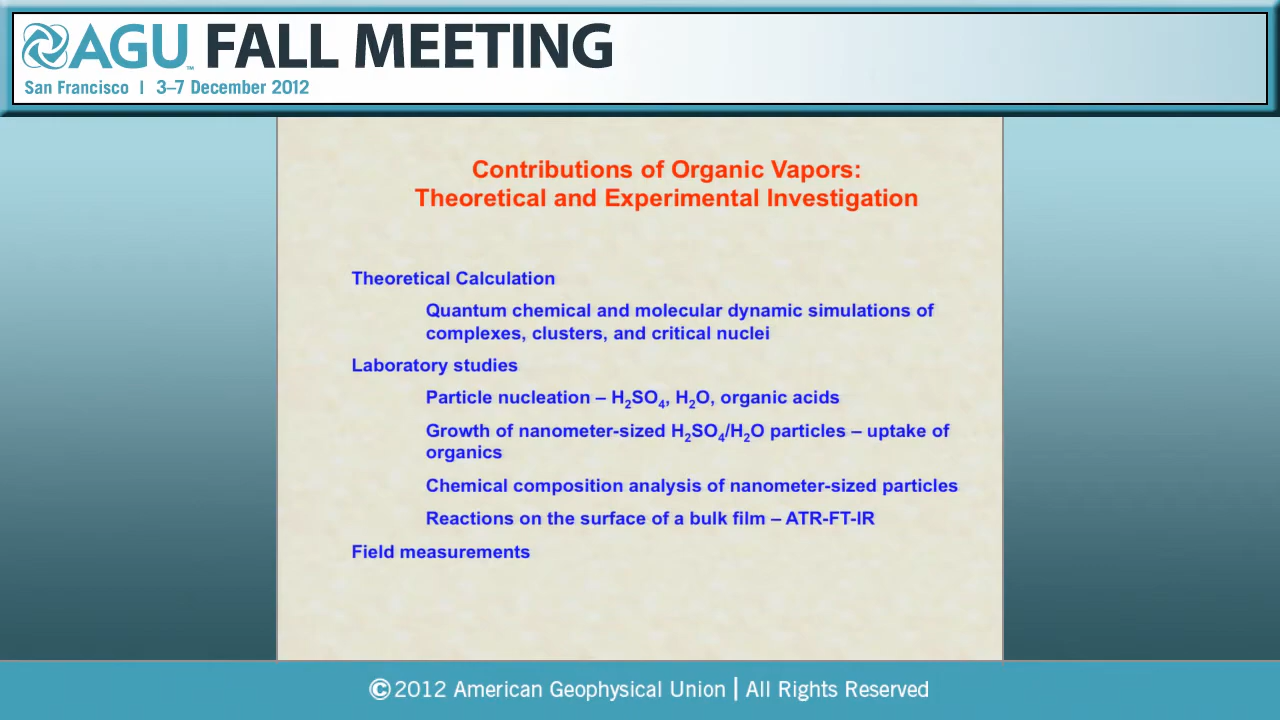 AGU™ FALL MEETING
San Francisco | 3–7 December 2012
Contributions of Organic Vapors:
Theoretical and Experimental Investigation
Theoretical Calculation
Quantum chemical and molecular dynamic simulations of
complexes, clusters, and critical nuclei
Laboratory studies
Particle nucleation – H₂SO₄, H₂O, organic acids
Growth of nanometer-sized H₂SO₄/H₂O particles – uptake of
organics
Chemical composition analysis of nanometer-sized particles
Reactions on the surface of a bulk film – ATR-FT-IR
Field measurements
©2012 American Geophysical Union | All Rights Reserved